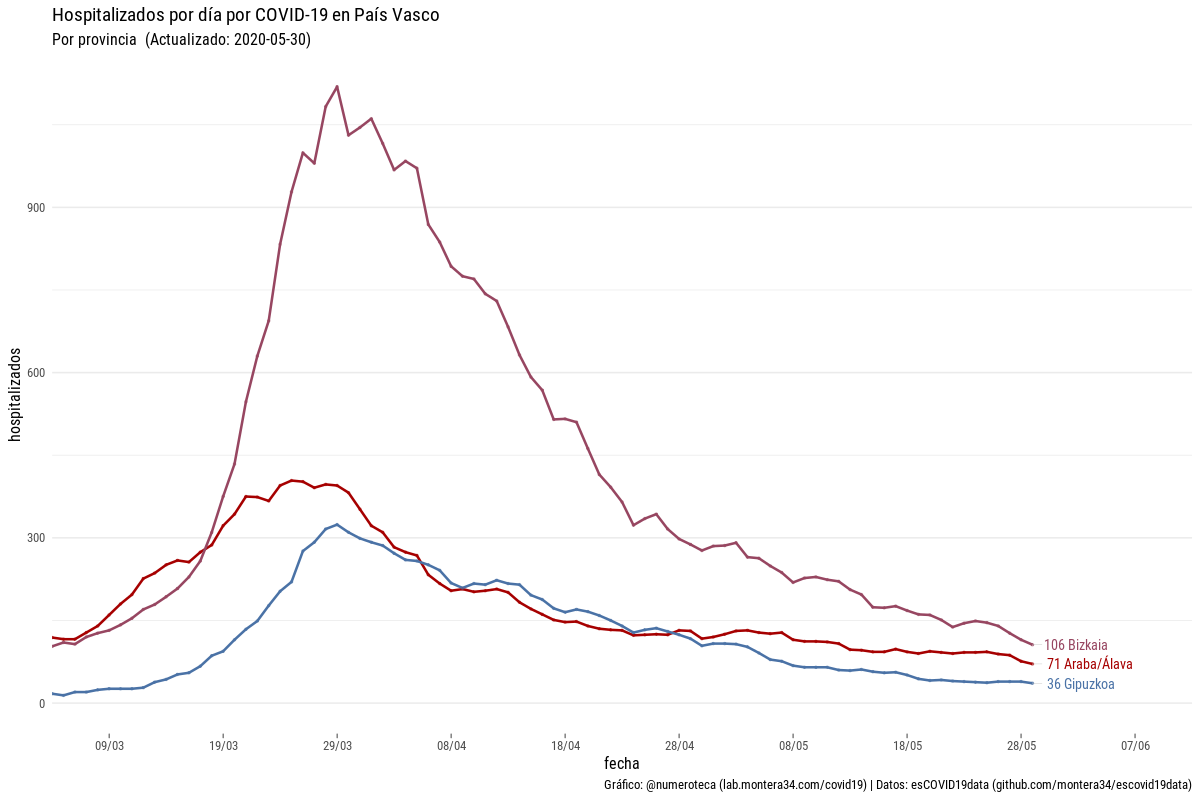 Hospitalizados por día por COVID-19 en País Vasco
Por provincia (Actualizado: 2020-05-30)
hospitalizados
900
600
300
0
106 Bizkaia
71 Araba/Álava
36 Gipuzkoa
09/03 19/03 29/03 08/04 18/04 28/04 08/05 18/05 28/05 07/06
fecha
Gráfico: @numeroteca (lab.montera34.com/covid19) | Datos: esCOVID19data (github.com/montera34/escovid19data)